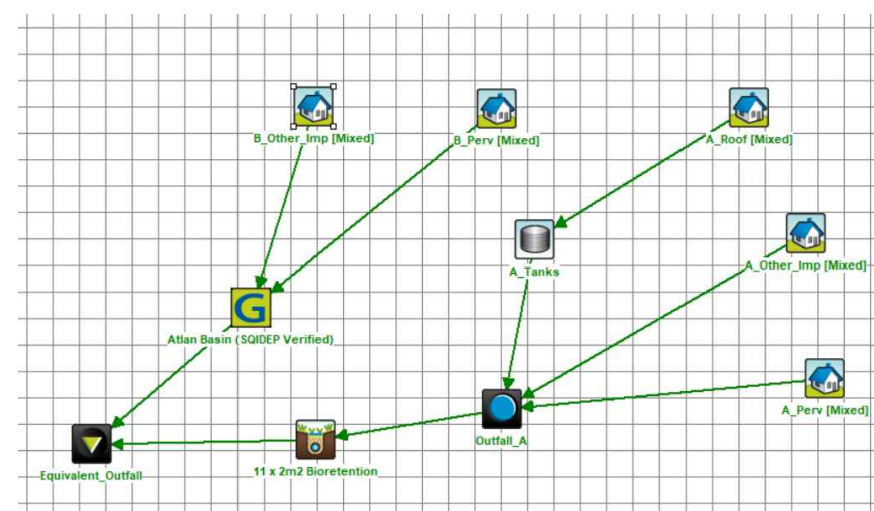 B_Other_Imp [Mixed]
B_Perv [Mixed]
A_Roof [Mixed]
A_Tanks
A_Other_Imp [Mixed]
G
Atlan Basin (SQIDEP Verified)
A_Perv [Mixed]
Outfall_A
Equivalent_Outfall
11 x 2m2 Bioretention